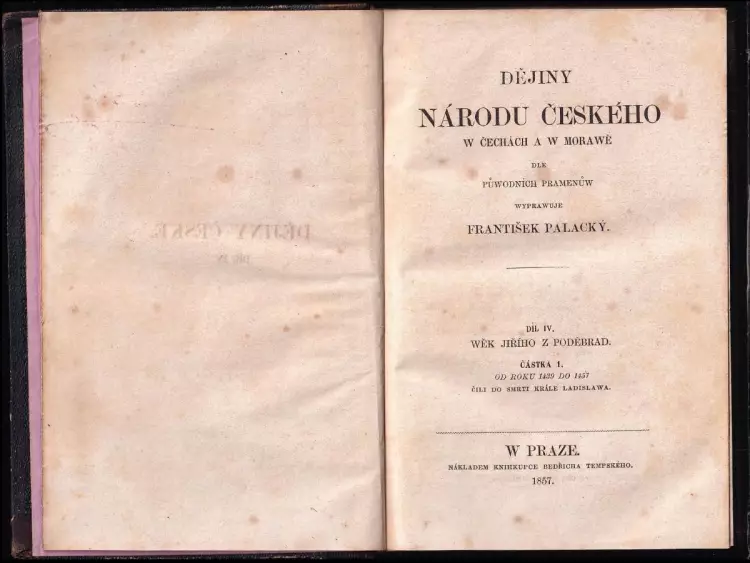 DĚJINY
NÁRODU ČESKÉHO
W ČECHÁCH A W MORAWĚ
DLE
PŮWODNÍCH PRAMENŮW
WYPRAWUJE
FRANTIŠEK PALACKÝ.
DÍL IV.
WĚK JIŘÍHO Z PODĚBRAD.
ČÁSTKA 1.
OD ROKU 1439 DO 1457
ČILI DO SMRTI KRÁLE LADISLAWA.
W PRAZE.
NÁKLADEM KNIHKUPCE BEDŘICHA TEMPSKÉHO.
1857.